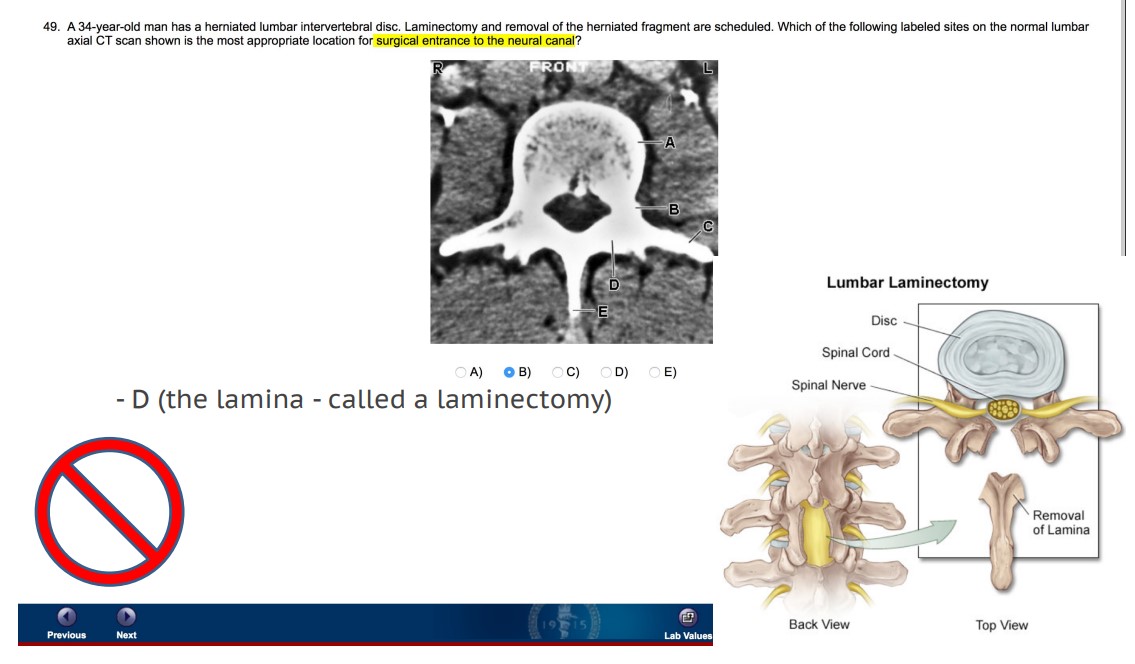 49. A 34-year-old man has a herniated lumbar intervertebral disc. Laminectomy and removal of the herniated fragment are scheduled. Which of the following labeled sites on the normal lumbar
axial CT scan shown is the most appropriate location for surgical entrance to the neural canal?
R
FRONT
L
A
B
C
D
E
A)
B)
C)
D)
E)
- D (the lamina - called a laminectomy)
Lumbar Laminectomy
Disc
Spinal Cord
Spinal Nerve
Removal
of Lamina
Back View
Top View
Previous
Next
1915
Lab Values